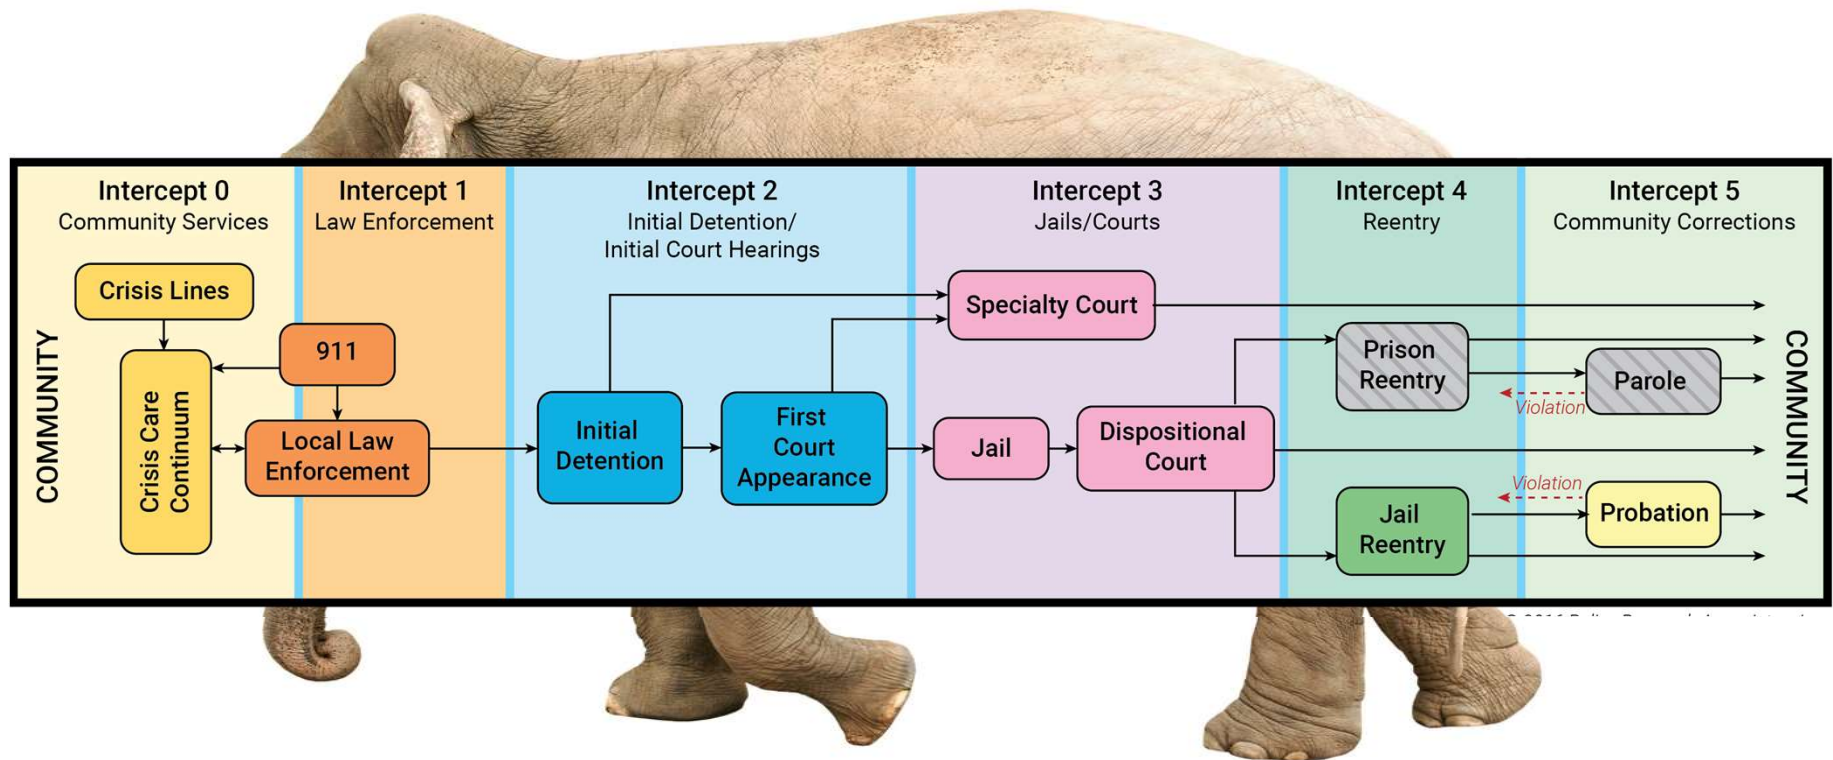 Intercept 0
Community Services
Intercept 1
Law Enforcement
Intercept 2
Initial Detention/
Initial Court Hearings
Intercept 3
Jails/Courts
Intercept 4
Reentry
Intercept 5
Community Corrections
COMMUNITY
Crisis Lines
Crisis Care
Continuum
911
Local Law
Enforcement
Initial
Detention
First
Court
Appearance
Specialty Court
Jail
Dispositional
Court
Prison
Reentry
Parole
Violation
Jail
Reentry
Violation
Probation
COMMUNITY